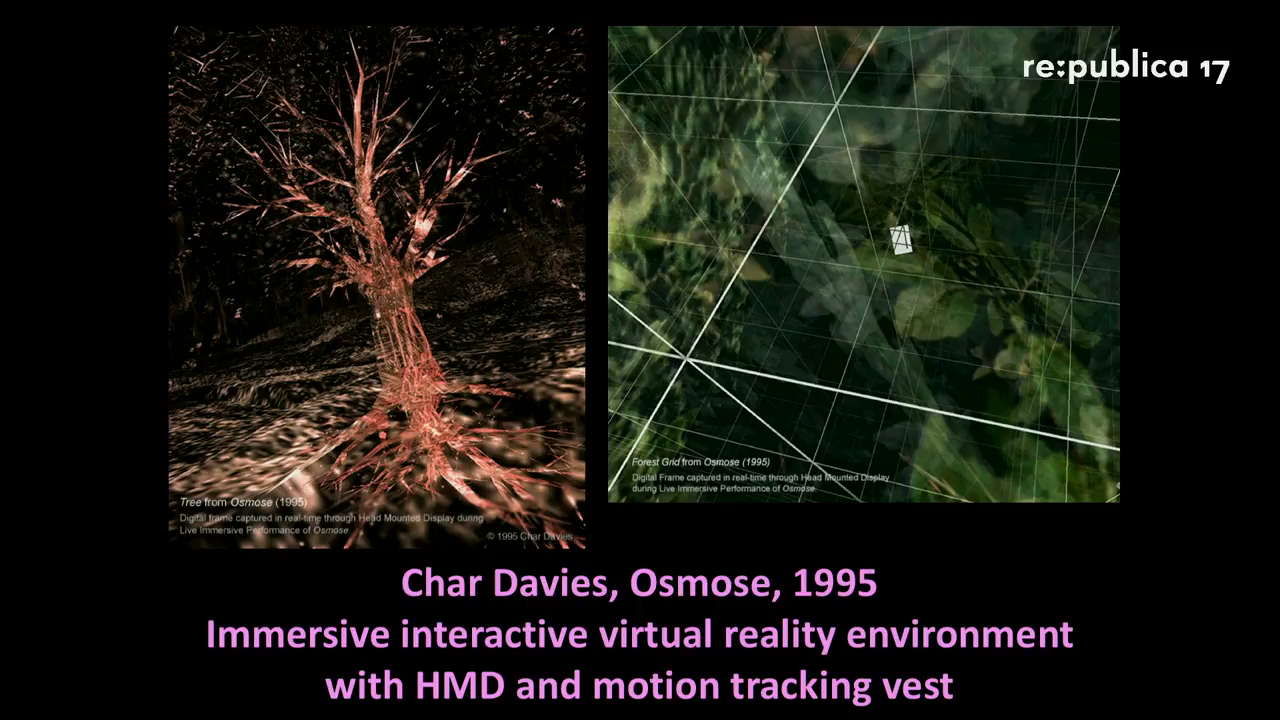 re:publica 17
Tree from Osmose (1995)
Digital frame captured in real-time through Head Mounted Display during
Live Immersive Performance of Osmose
© 1995 Char Davies
Forest Grid from Osmose (1995)
Digital Frame captured in real-time through Head Mounted Display
during Live Immersive Performance of Osmose.
Char Davies, Osmose, 1995
Immersive interactive virtual reality environment
with HMD and motion tracking vest